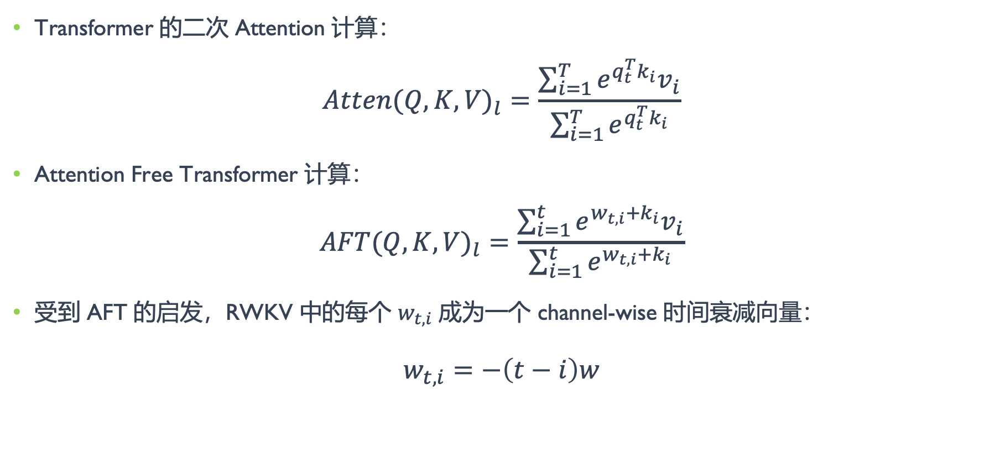 • Transformer 的二次 Attention 计算：
$Atten(Q,K,V)_l = \frac{\sum_{i=1}^{T} e^{q_t^T k_i} v_i}{\sum_{i=1}^{T} e^{q_t^T k_i}}$
• Attention Free Transformer 计算：
$AFT(Q,K,V)_l = \frac{\sum_{i=1}^{t} e^{w_{t,i}+k_i} v_i}{\sum_{i=1}^{t} e^{w_{t,i}+k_i}}$
• 受到 AFT 的启发，RWKV 中的每个 $w_{t,i}$ 成为一个 channel-wise 时间衰减向量：
$w_{t,i} = -(t-i)w$